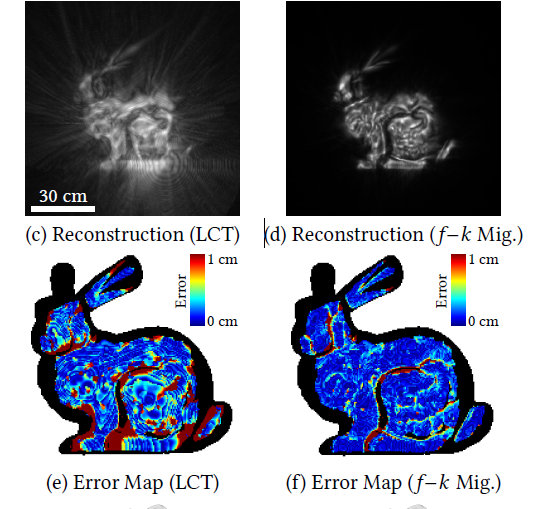 30 cm
(c) Reconstruction (LCT)
(d) Reconstruction (f–k Mig.)
Error
1 cm
0 cm
Error
1 cm
0 cm
(e) Error Map (LCT)
(f) Error Map (f–k Mig.)